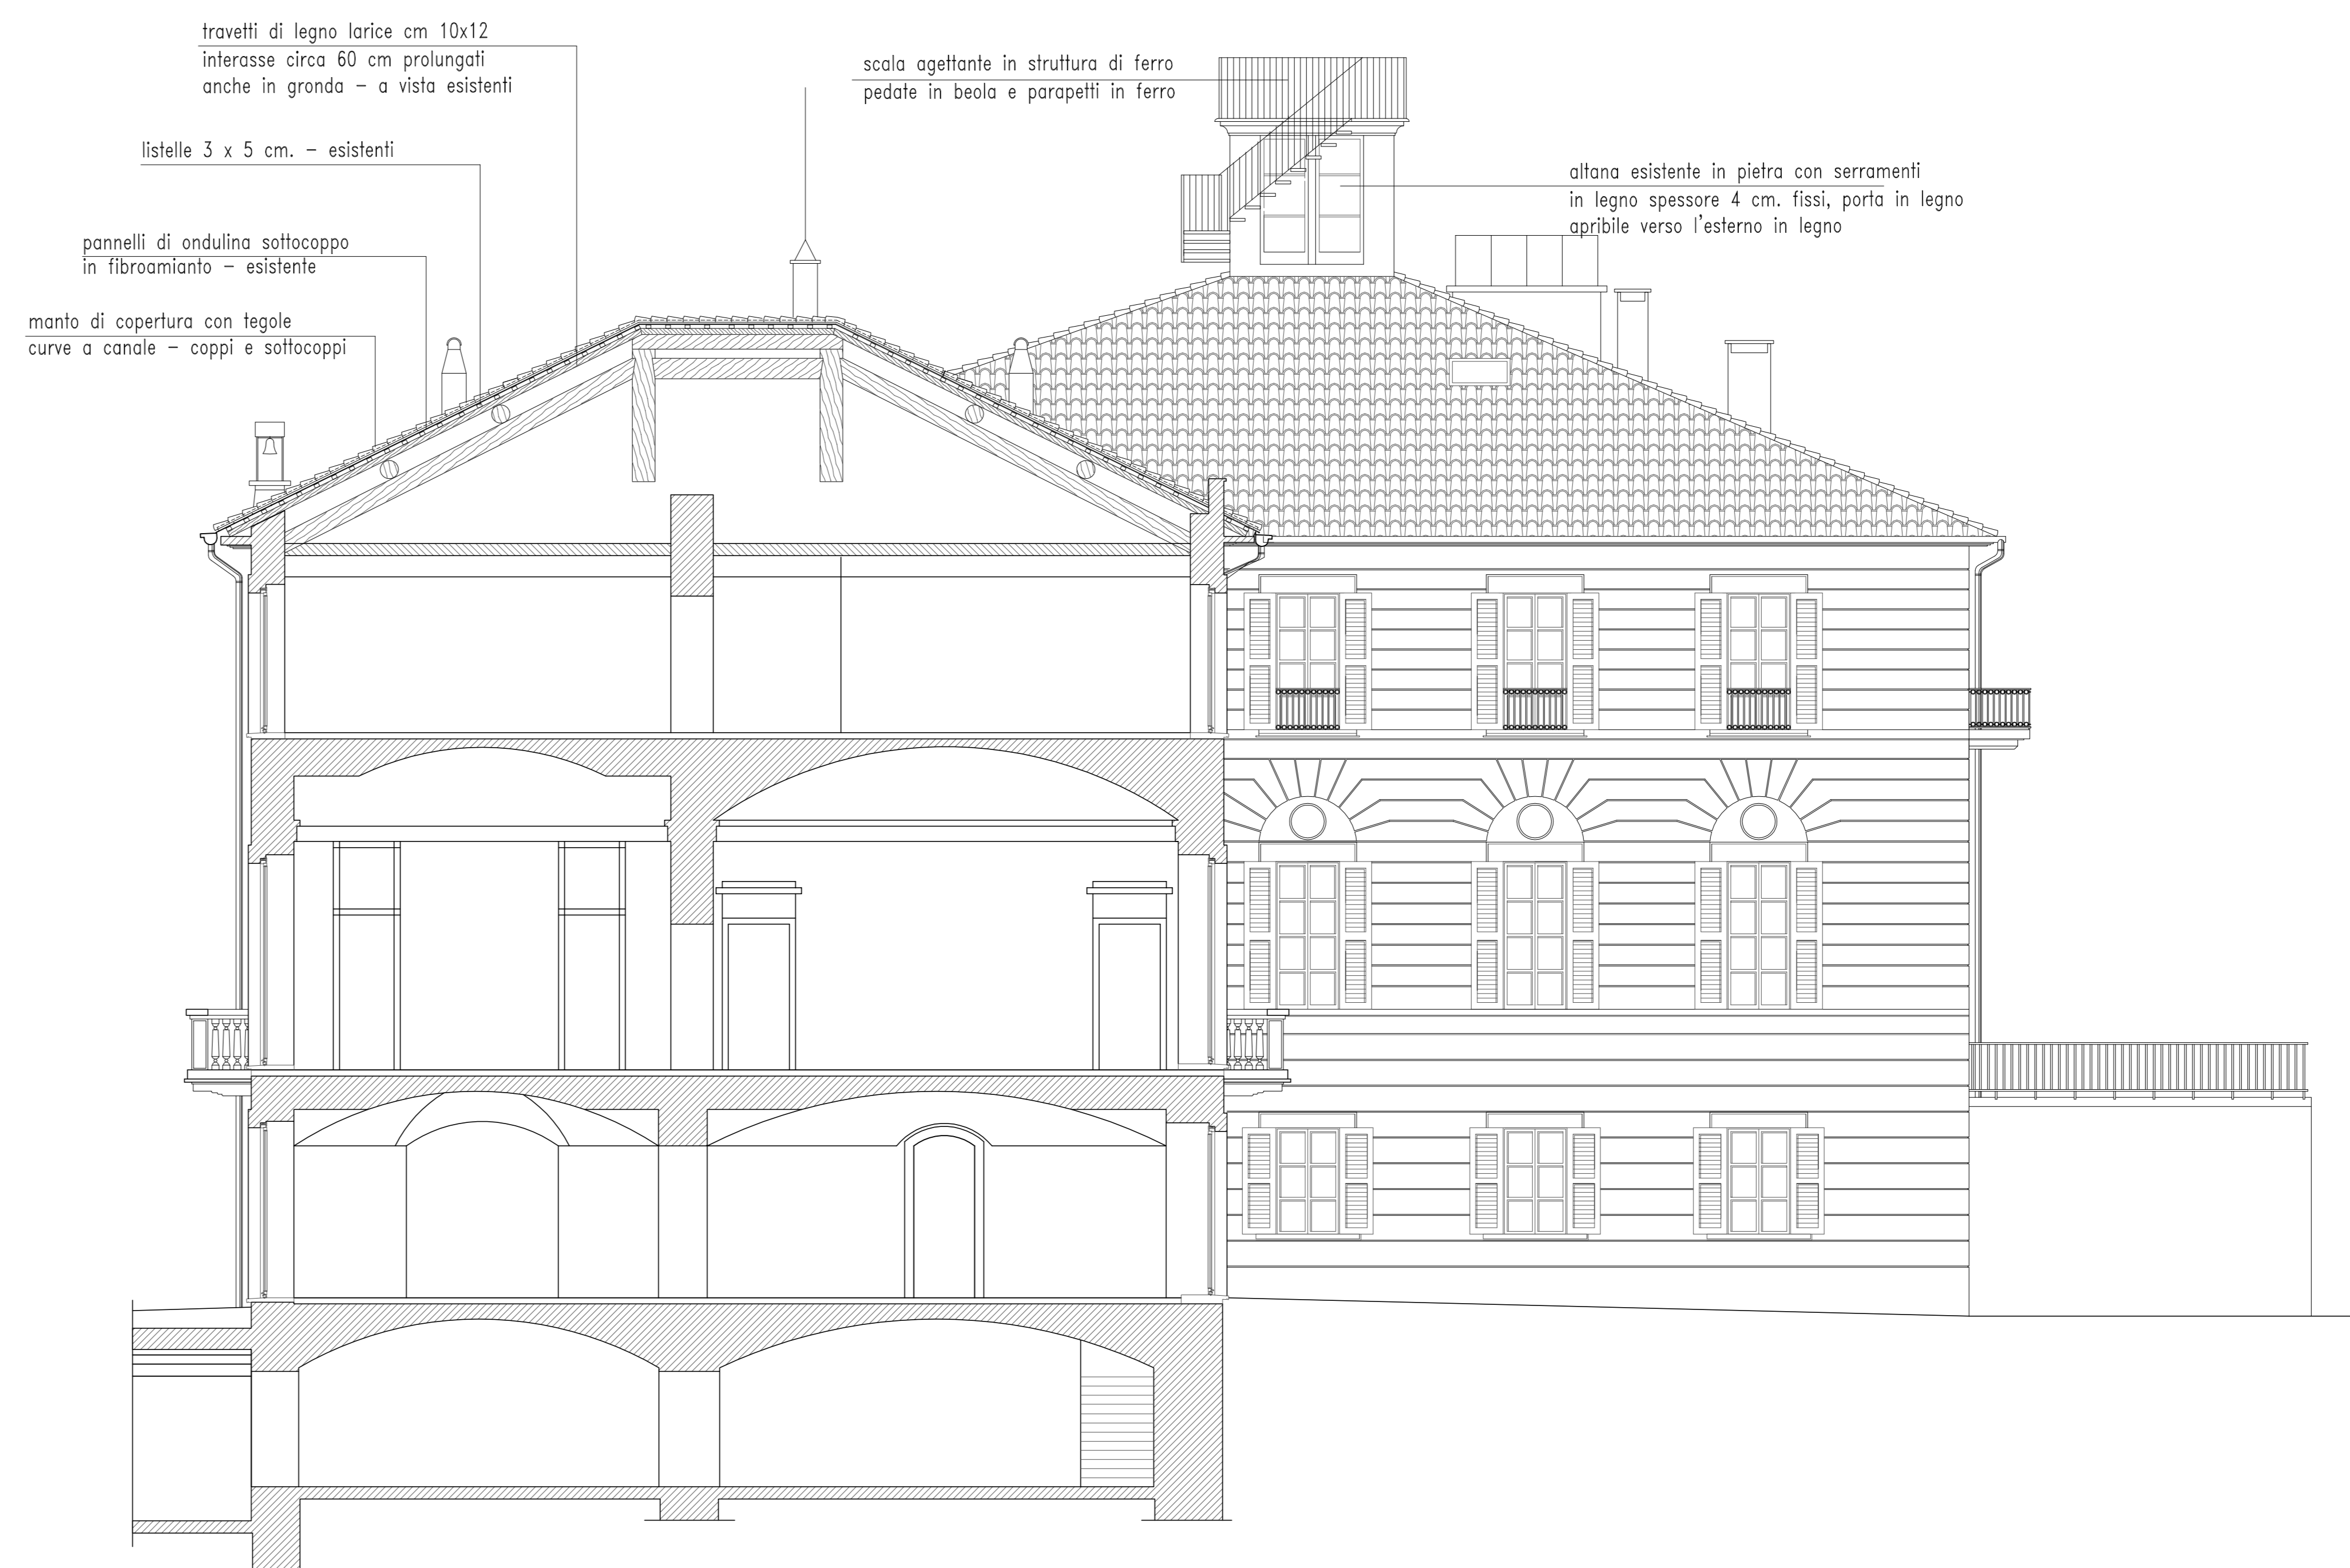 travetti di legno larice cm 10x12
interasse circa 60 cm prolungati
anche in gronda – a vista esistenti
scala agettante in struttura di ferro
pedate in beola e parapetti in ferro
listelle 3 x 5 cm. – esistenti
altana esistente in pietra con serramenti
in legno spessore 4 cm. fissi, porta in legno
apribile verso l'esterno in legno
pannelli di ondulina sottocoppo
in fibroamianto – esistente
manto di copertura con tegole
curve a canale – coppi e sottocoppi